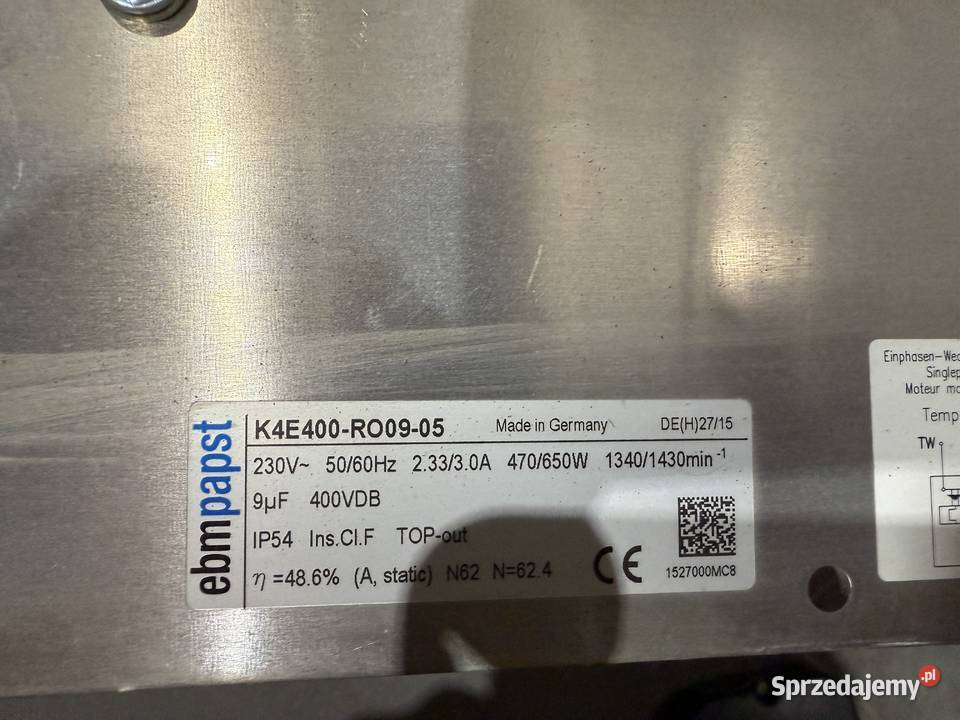 ebmpapst
K4E400-RO09-05 Made in Germany DE(H)27/15
230V~ 50/60Hz 2.33/3.0A 470/650W 1340/1430min⁻¹
9µF 400VDB
IP54 Ins.Cl.F TOP-out
η =48.6% (A, static) N62 N=62.4 CE
1527000MC8
Einphasen-Wec
Singlep
Moteur mo
Temp
TW
Sprzedajemy.pl